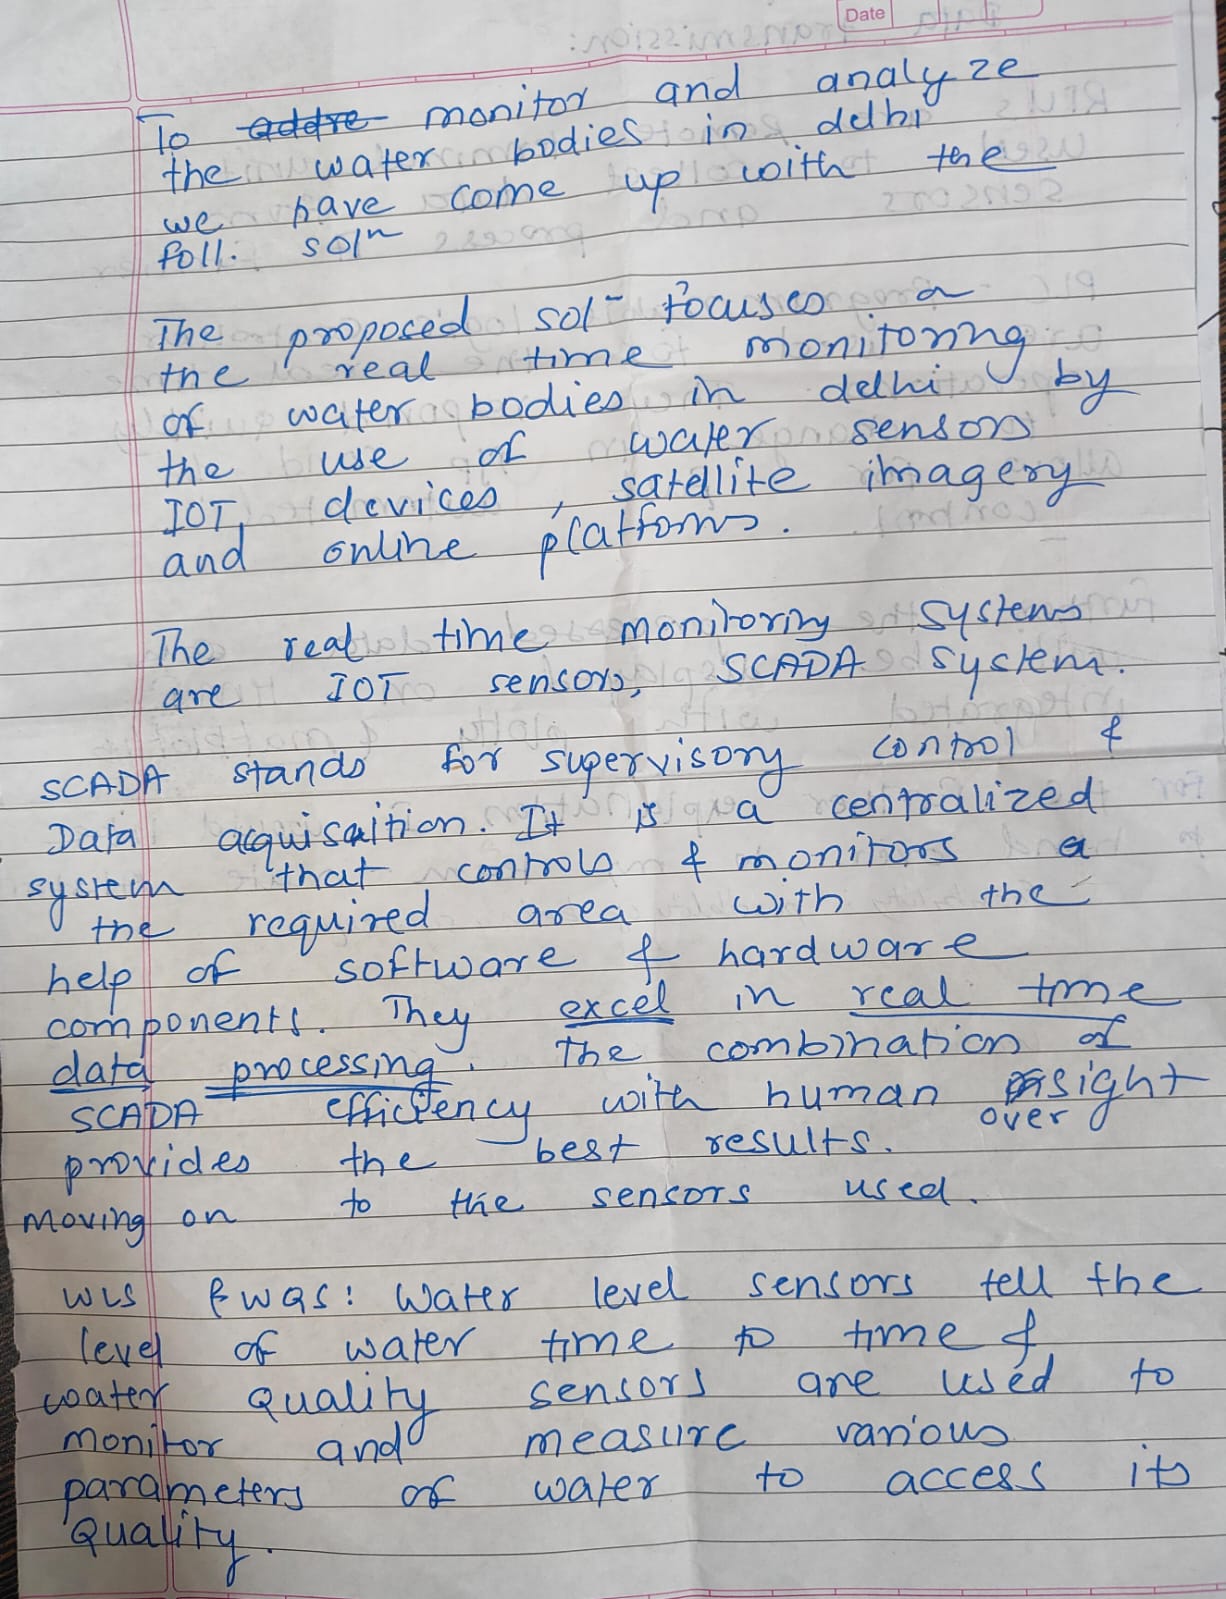 Date
To addre monitor and analyze
the water bodies in delhi
we have come up with the
foll. solⁿ
The proposed sol⁻ focuses on
the real time monitoring
of water bodies in delhi by
the use of water sensors
IOT, devices, satellite imagery
and online platforms.
The real time monitoring systems
are IOT sensors, SCADA system.
SCADA stands for supervisory control &
Data acquisition. It is a centralized
system that controls & monitors a
the required area with the
help of software & hardware
components. They excel in real time
data processing. The combination of
SCADA efficiency with human sight
over
provides the best results.
moving on to the sensors used.
WLS & WQS: Water level sensors tell the
level of water time to time &
water quality sensors are used to
monitor and measure various
parameters of water to access its
quality.